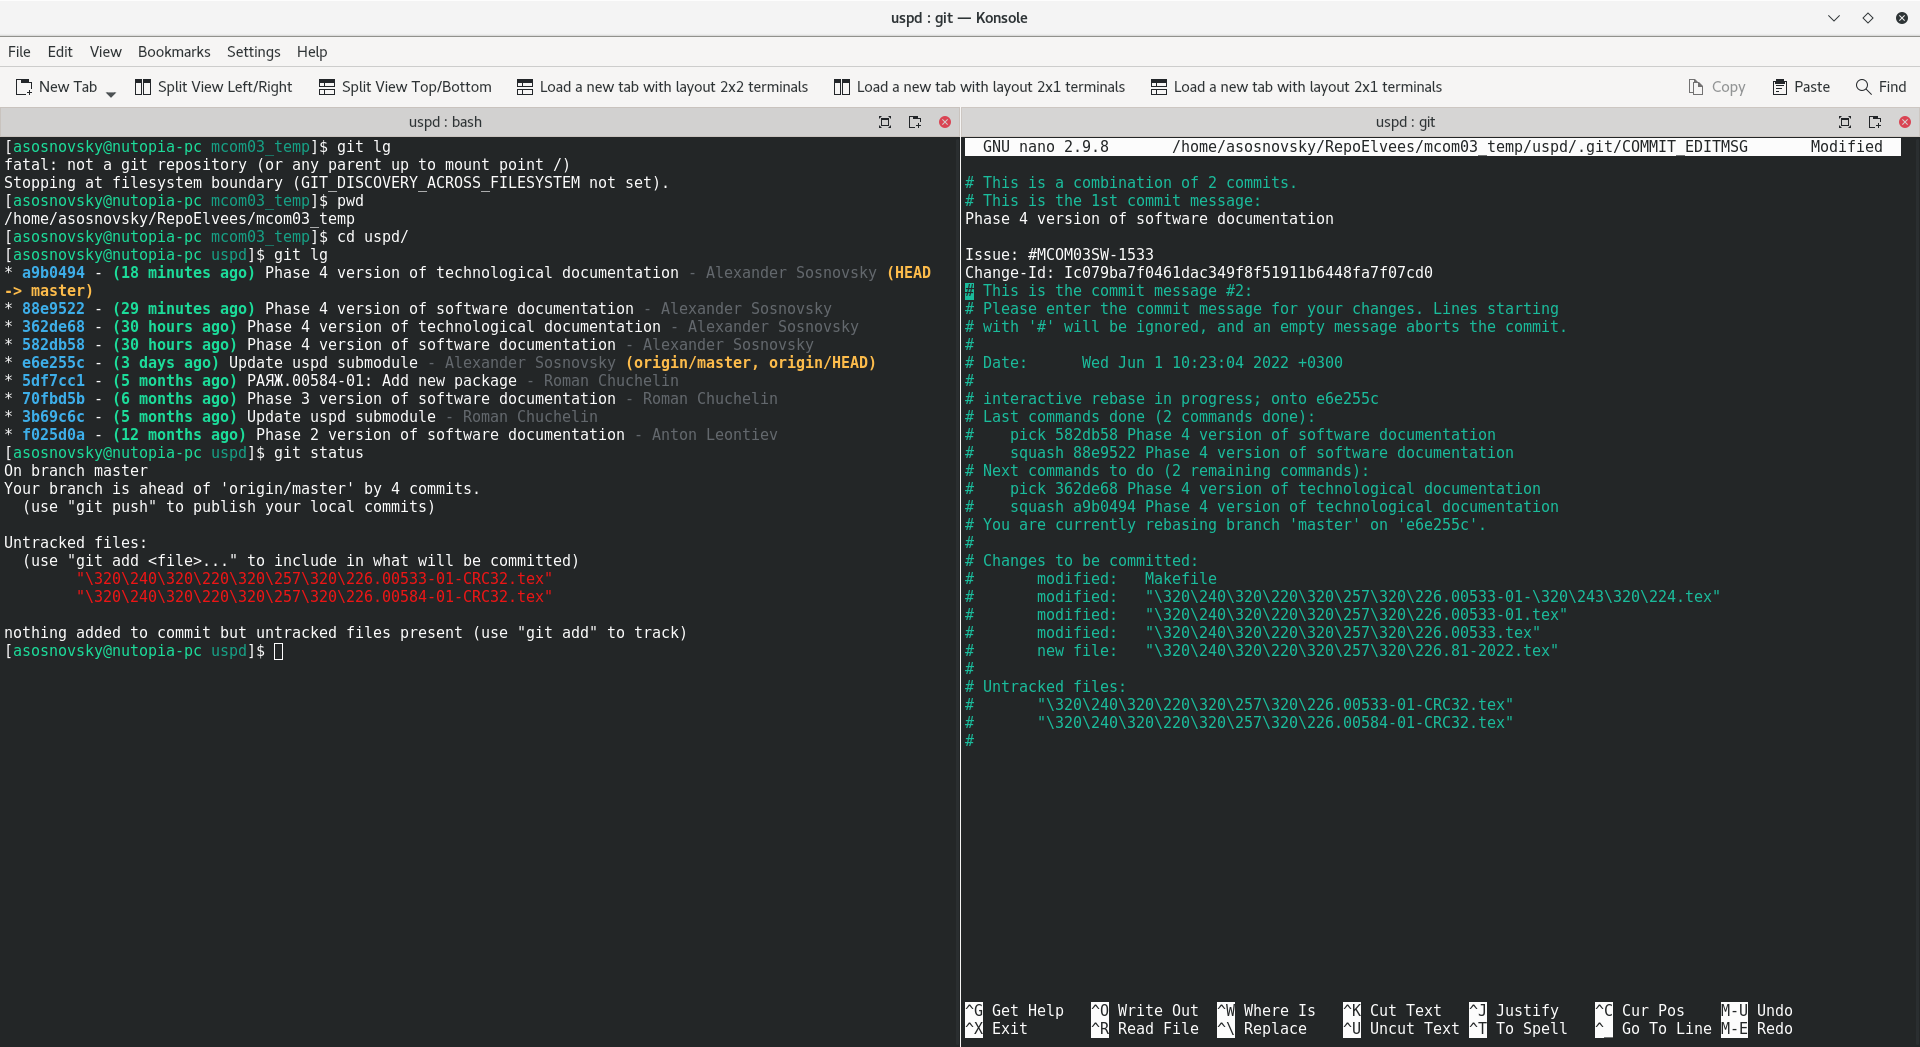 uspd : git — Konsole
File Edit View Bookmarks Settings Help
New Tab Split View Left/Right Split View Top/Bottom Load a new tab with layout 2x2 terminals Load a new tab with layout 2x1 terminals Load a new tab with layout 2x1 terminals Copy Paste Find
uspd : bash
[asosnovsky@nutopia-pc mcom03_temp]$ git lg
fatal: not a git repository (or any parent up to mount point /)
Stopping at filesystem boundary (GIT_DISCOVERY_ACROSS_FILESYSTEM not set).
[asosnovsky@nutopia-pc mcom03_temp]$ pwd
/home/asosnovsky/RepoElvees/mcom03_temp
[asosnovsky@nutopia-pc mcom03_temp]$ cd uspd/
[asosnovsky@nutopia-pc uspd]$ git lg
* a9b0494 - (18 minutes ago) Phase 4 version of technological documentation - Alexander Sosnovsky (HEAD
-> master)
* 88e9522 - (29 minutes ago) Phase 4 version of software documentation - Alexander Sosnovsky
* 362de68 - (30 hours ago) Phase 4 version of technological documentation - Alexander Sosnovsky
* 582db58 - (30 hours ago) Phase 4 version of software documentation - Alexander Sosnovsky
* e6e255c - (3 days ago) Update uspd submodule - Alexander Sosnovsky (origin/master, origin/HEAD)
* 5df7cc1 - (5 months ago) РАЯЖ.00584-01: Add new package - Roman Chuchelin
* 70fbd5b - (6 months ago) Phase 3 version of software documentation - Roman Chuchelin
* 3b69c6c - (5 months ago) Update uspd submodule - Roman Chuchelin
* f025d0a - (12 months ago) Phase 2 version of software documentation - Anton Leontiev
[asosnovsky@nutopia-pc uspd]$ git status
On branch master
Your branch is ahead of 'origin/master' by 4 commits.
  (use "git push" to publish your local commits)
Untracked files:
  (use "git add <file>..." to include in what will be committed)
        "\320\240\320\220\320\257\320\226.00533-01-CRC32.tex"
        "\320\240\320\220\320\257\320\226.00584-01-CRC32.tex"
nothing added to commit but untracked files present (use "git add" to track)
[asosnovsky@nutopia-pc uspd]$
uspd : git
GNU nano 2.9.8 /home/asosnovsky/RepoElvees/mcom03_temp/uspd/.git/COMMIT_EDITMSG Modified
# This is a combination of 2 commits.
# This is the 1st commit message:
Phase 4 version of software documentation
Issue: #MCOM03SW-1533
Change-Id: Ic079ba7f0461dac349f8f51911b6448fa7f07cd0
# This is the commit message #2:
# Please enter the commit message for your changes. Lines starting
# with '#' will be ignored, and an empty message aborts the commit.
#
# Date:      Wed Jun 1 10:23:04 2022 +0300
#
# interactive rebase in progress; onto e6e255c
# Last commands done (2 commands done):
#    pick 582db58 Phase 4 version of software documentation
#    squash 88e9522 Phase 4 version of software documentation
# Next commands to do (2 remaining commands):
#    pick 362de68 Phase 4 version of technological documentation
#    squash a9b0494 Phase 4 version of technological documentation
# You are currently rebasing branch 'master' on 'e6e255c'.
#
# Changes to be committed:
#       modified:   Makefile
#       modified:   "\320\240\320\220\320\257\320\226.00533-01-\320\243\320\224.tex"
#       modified:   "\320\240\320\220\320\257\320\226.00533-01.tex"
#       modified:   "\320\240\320\220\320\257\320\226.00533.tex"
#       new file:   "\320\240\320\220\320\257\320\226.81-2022.tex"
#
# Untracked files:
#       "\320\240\320\220\320\257\320\226.00533-01-CRC32.tex"
#       "\320\240\320\220\320\257\320\226.00584-01-CRC32.tex"
#
^G Get Help ^O Write Out ^W Where Is ^K Cut Text ^J Justify ^C Cur Pos M-U Undo
^X Exit ^R Read File ^\ Replace ^U Uncut Text ^T To Spell ^_ Go To Line M-E Redo